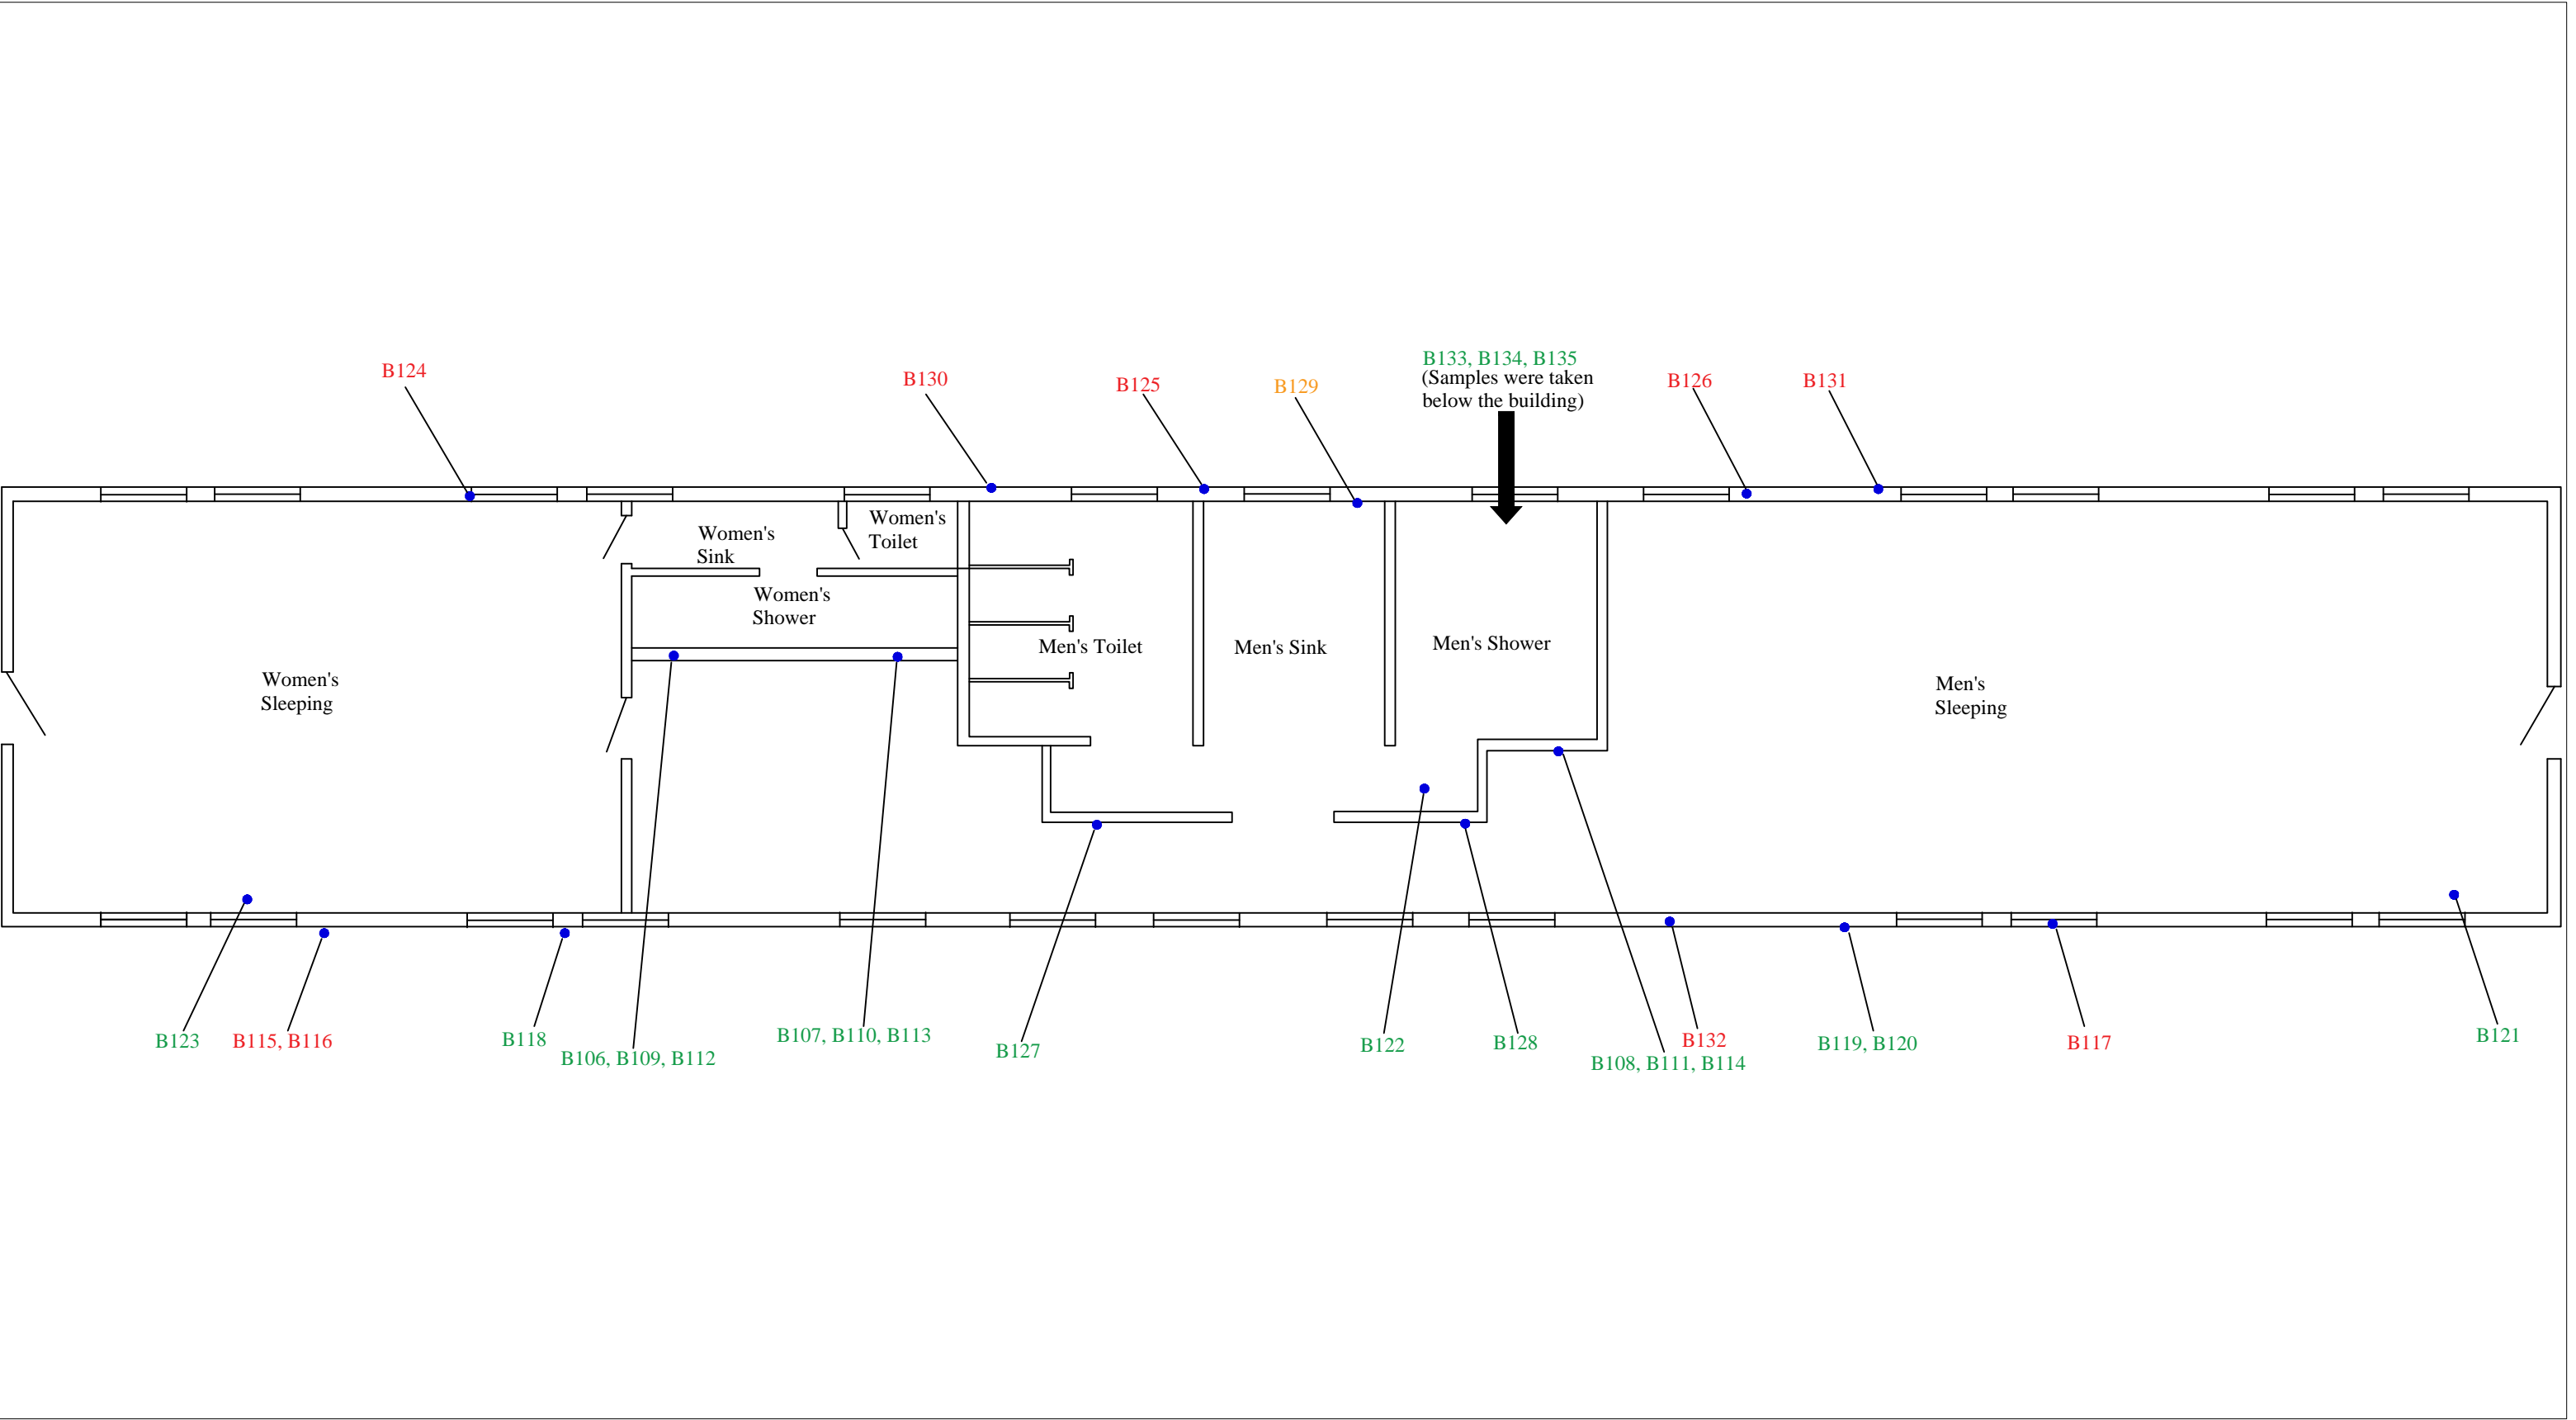 B133, B134, B135
(Samples were taken
below the building)
B124
B130
B125
B129
B126
B131
Women's
Toilet
Women's
Sink
Women's
Shower
Men's Toilet
Men's Sink
Men's Shower
Women's
Sleeping
Men's
Sleeping
B123
B115, B116
B118
B106, B109, B112
B107, B110, B113
B127
B122
B128
B132
B108, B111, B114
B119, B120
B117
B121